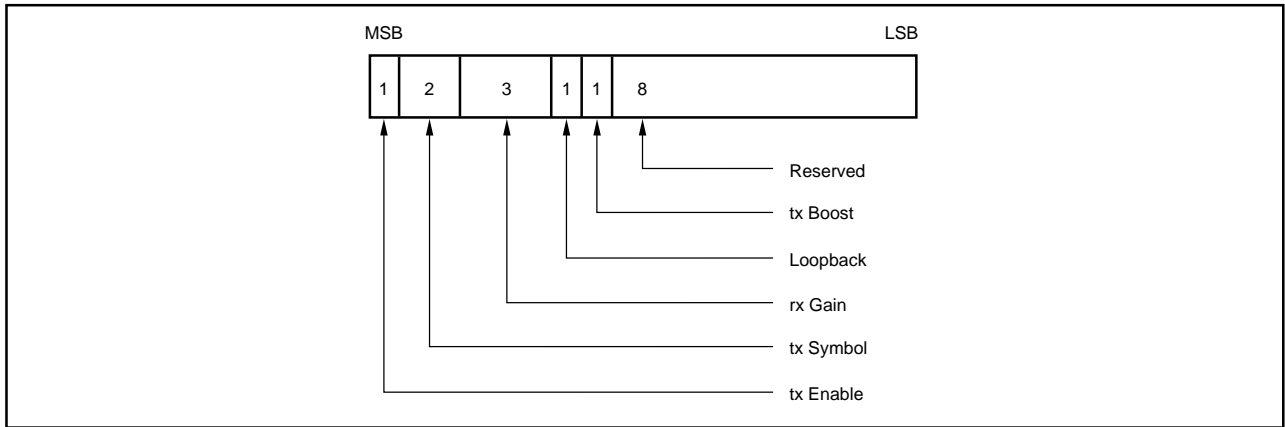 MSB LSB
1 2 3 1 1 8
Reserved
tx Boost
Loopback
rx Gain
tx Symbol
tx Enable